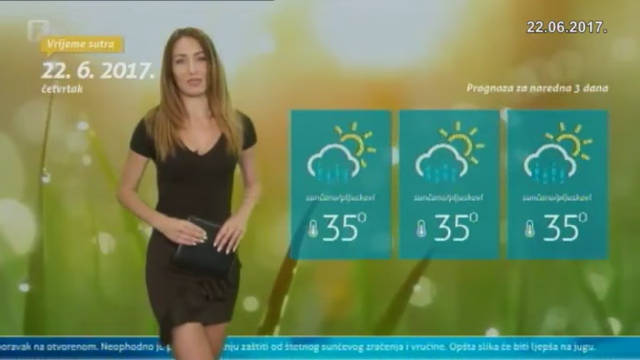 22.06.2017.
Vrijeme sutra
22. 6. 2017.
četvrtak
Prognoza za naredna 3 dana
sunčano/pljuskovi
sunčano/pljuskovi
sunčano/pljuskovi
35°
35°
35°
boravak na otvorenom. Neophodno je zaštiti od štetnog sunčevog zračenja i vrućine. Opšta slika će biti ljepša na jugu.